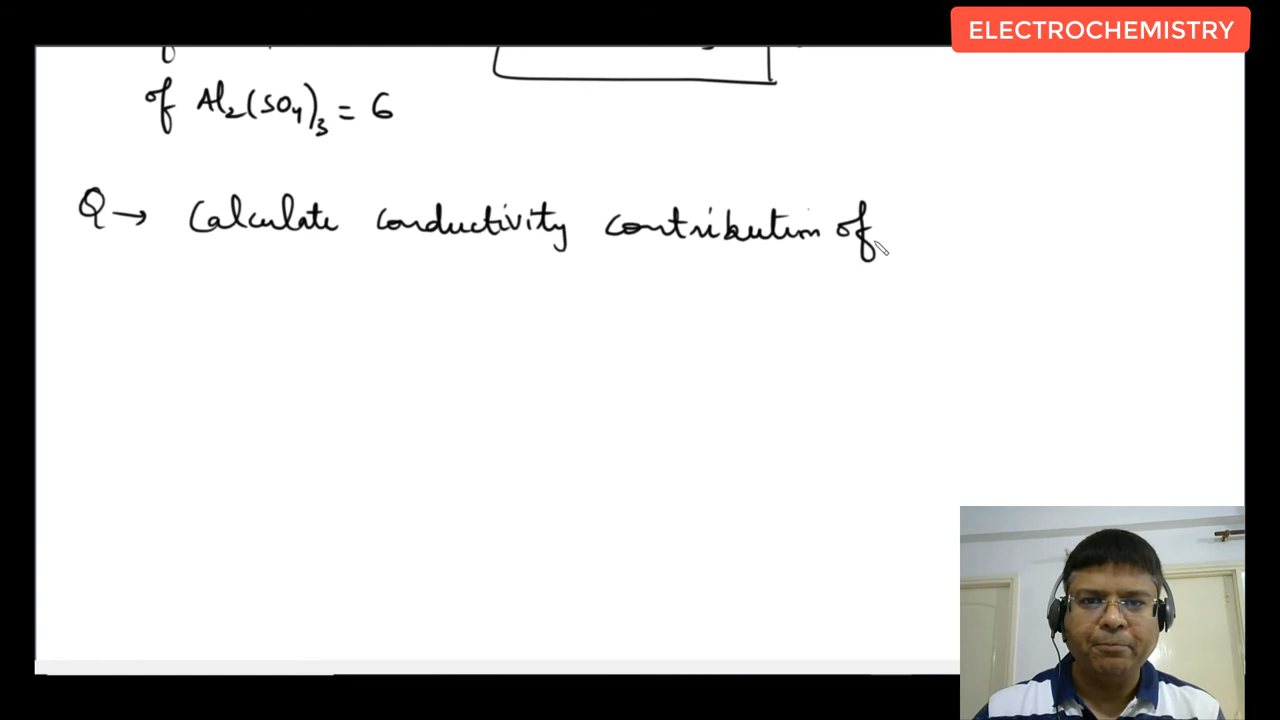 ELECTROCHEMISTRY
of Al₂(SO₄)₃ = 6
Q → Calculate conductivity contribution of